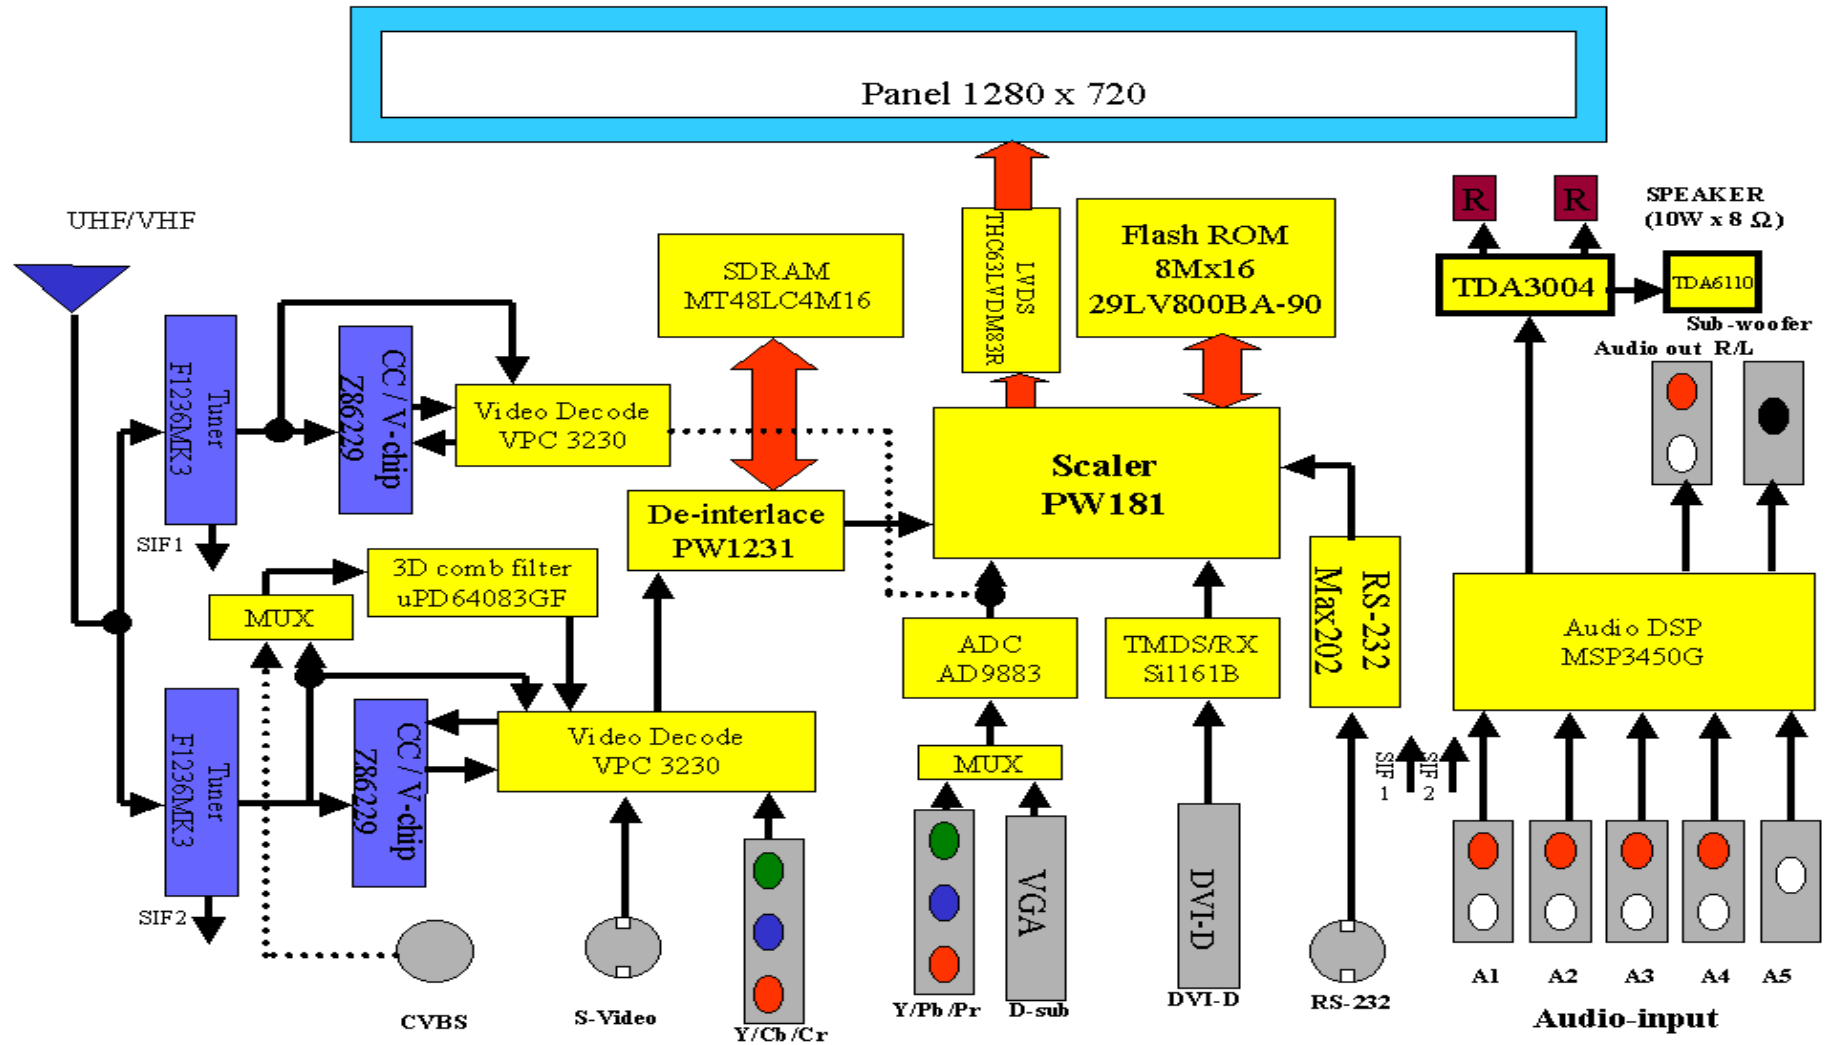 Panel 1280 x 720
UHF/VHF
SDRAM
MT48LC4M16
LVDS
THC63LVDM83R
Flash ROM
8Mx16
29LV800BA-90
R
R
SPEAKER
(10W x 8 Ω)
TDA3004
TDA6110
Sub-woofer
Audio out R/L
Tuner
F1236MK3
CC / V-chip
Z86229
Video Decode
VPC 3230
Scaler
PW181
De-interlace
PW1231
SIF1
3D comb filter
uPD64083GF
MUX
ADC
AD9883
TMDS/RX
Si1161B
RS-232
Max202
Audio DSP
MSP3450G
Tuner
F1236MK3
CC / V-chip
Z86229
Video Decode
VPC 3230
MUX
SIF
1
SIF
2
SIF2
VGA
DVI-D
CVBS
S-Video
Y/Cb/Cr
Y/Pb/Pr
D-sub
DVI-D
RS-232
A1
A2
A3
A4
A5
Audio-input